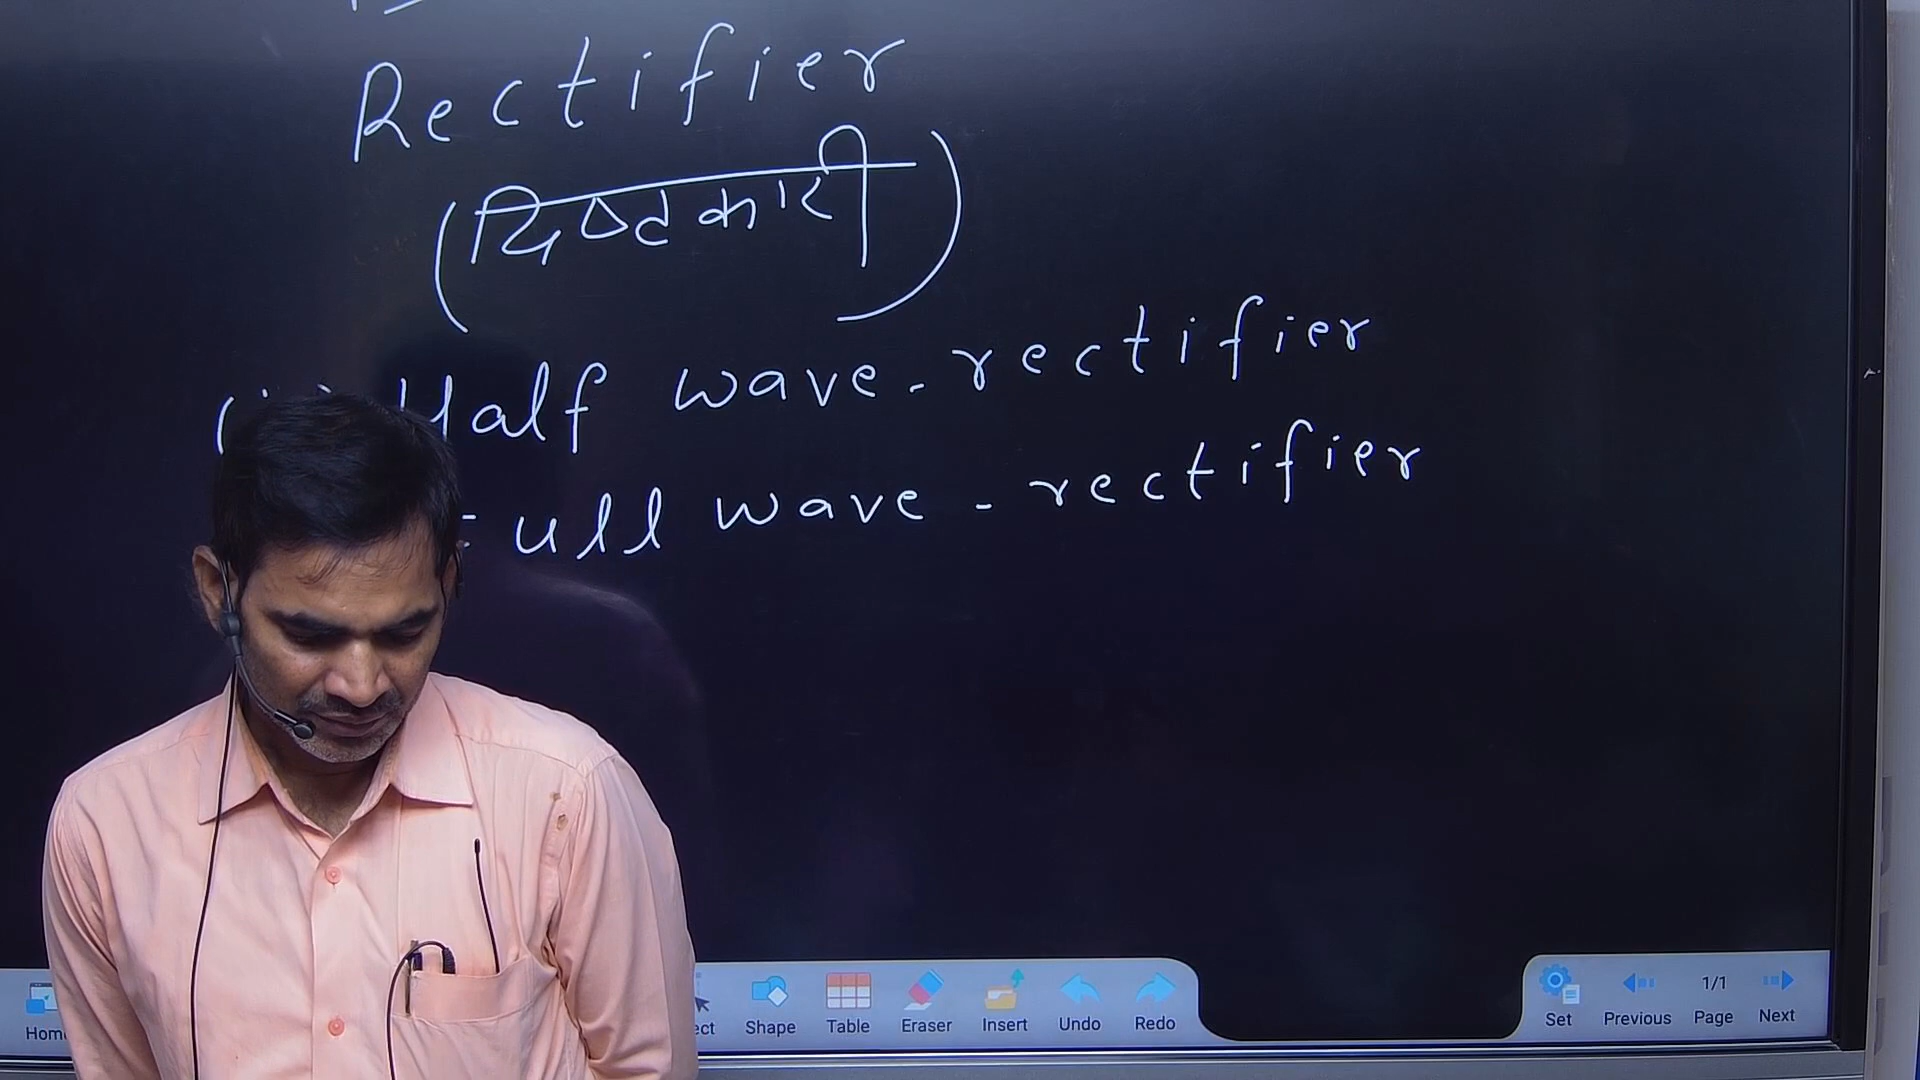 Rectifier
(दिष्टकारी)
Half wave-rectifier
ull wave - rectifier
Shape Table Eraser Insert Undo Redo
Set Previous 1/1 Page Next